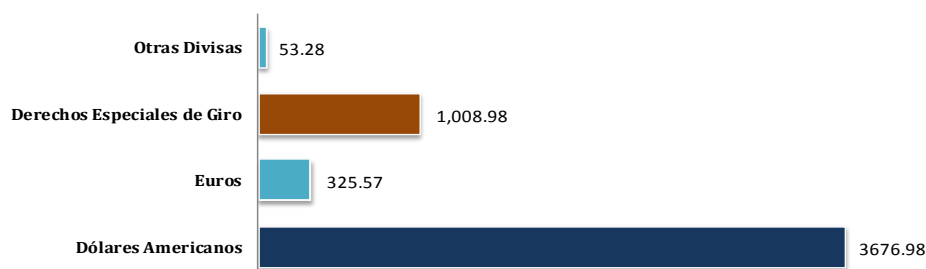 Otras Divisas 53.28
Derechos Especiales de Giro 1,008.98
Euros 325.57
Dólares Americanos 3676.98